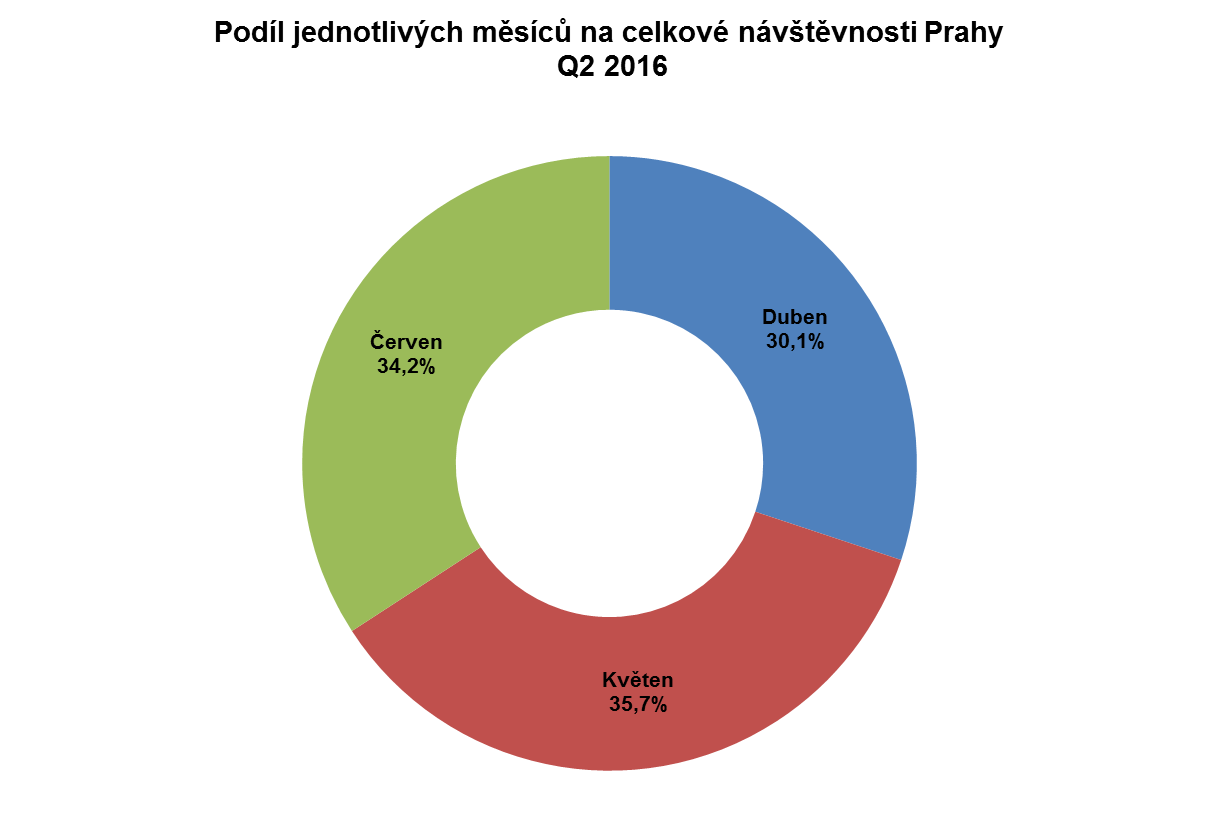 Podíl jednotlivých měsíců na celkové návštěvnosti Prahy
Q2 2016
Duben
30,1%
Červen
34,2%
Květen
35,7%